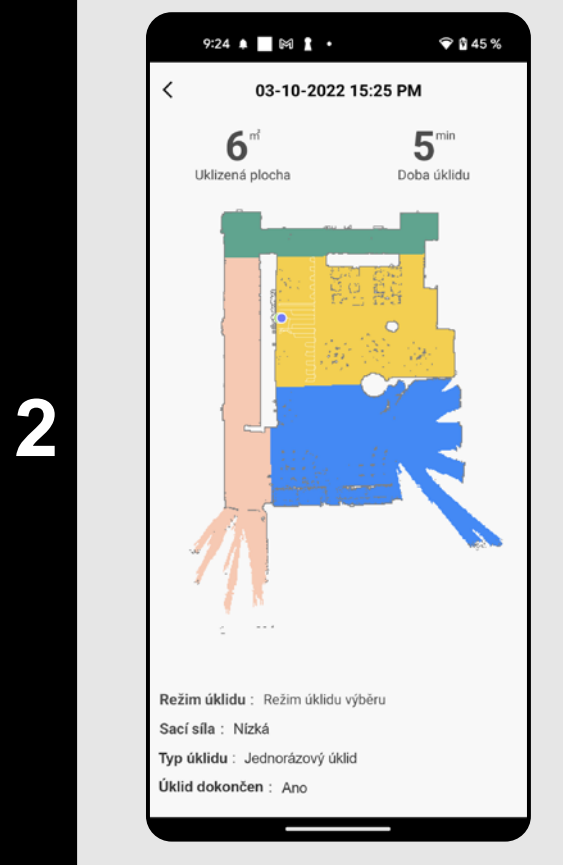 2
9:24
45 %
03-10-2022 15:25 PM
6 m²
5 min
Uklizená plocha
Doba úklidu
Režim úklidu : Režim úklidu výběru
Sací síla : Nízká
Typ úklidu : Jednorázový úklid
Úklid dokončen : Ano